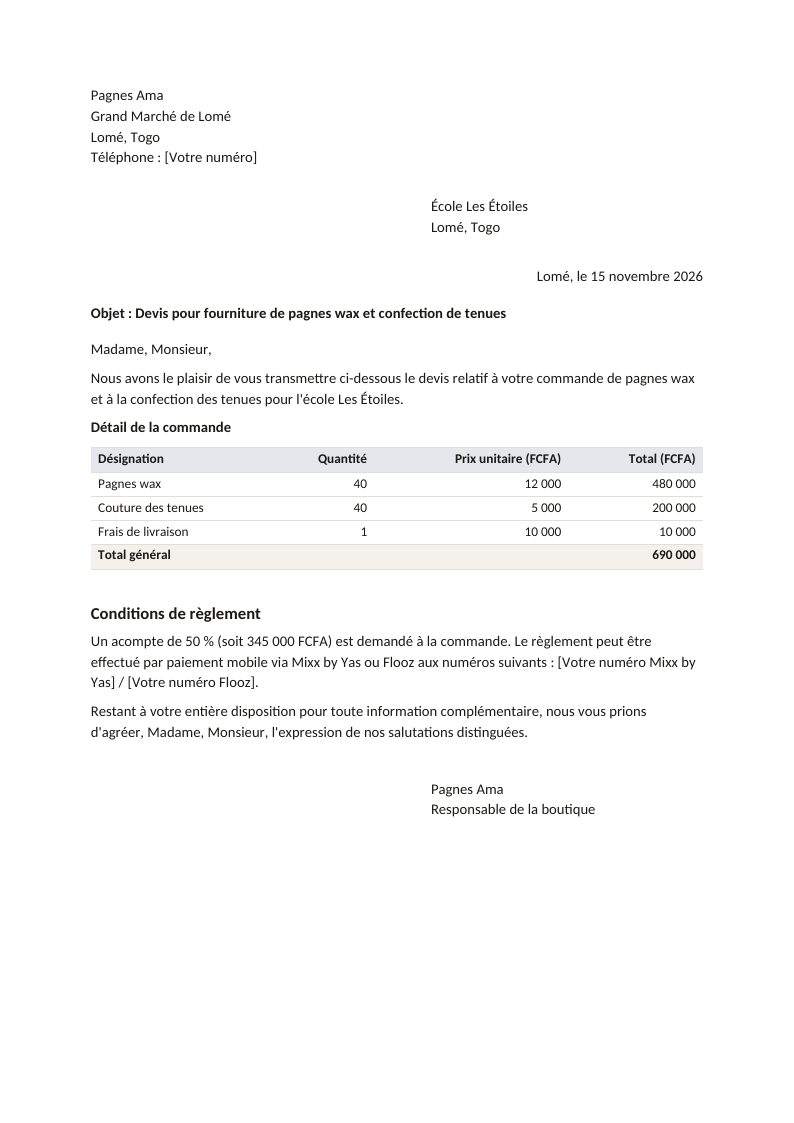 Pagnes Ama
Grand Marché de Lomé
Lomé, Togo
Téléphone : [Votre numéro]
École Les Étoiles
Lomé, Togo
Lomé, le 15 novembre 2026
Objet : Devis pour fourniture de pagnes wax et confection de tenues
Madame, Monsieur,
Nous avons le plaisir de vous transmettre ci-dessous le devis relatif à votre commande de pagnes wax
et à la confection des tenues pour l'école Les Étoiles.
Détail de la commande
Désignation Quantité Prix unitaire (FCFA) Total (FCFA)
Pagnes wax 40 12 000 480 000
Couture des tenues 40 5 000 200 000
Frais de livraison 1 10 000 10 000
Total général 690 000
Conditions de règlement
Un acompte de 50 % (soit 345 000 FCFA) est demandé à la commande. Le règlement peut être
effectué par paiement mobile via Mixx by Yas ou Flooz aux numéros suivants : [Votre numéro Mixx by
Yas] / [Votre numéro Flooz].
Restant à votre entière disposition pour toute information complémentaire, nous vous prions
d'agréer, Madame, Monsieur, l'expression de nos salutations distinguées.
Pagnes Ama
Responsable de la boutique